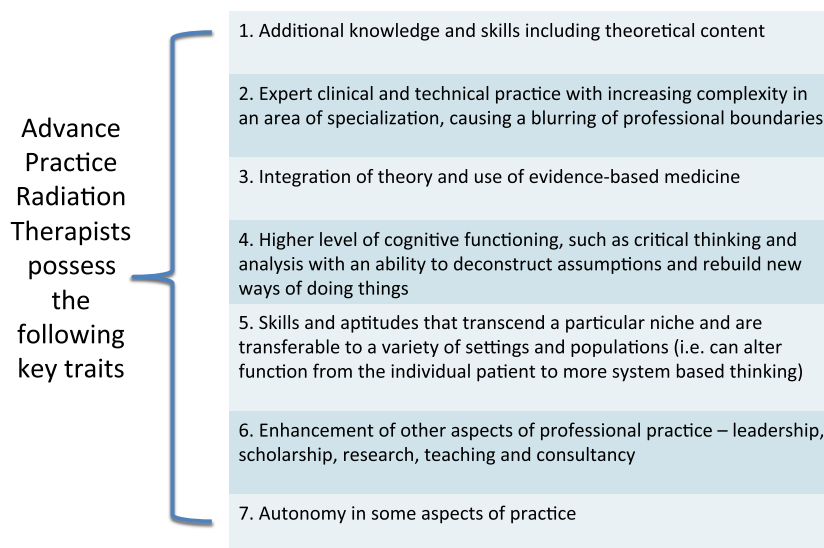 Advance
Practice
Radiation
Therapists
possess
the
following
key traits
1. Additional knowledge and skills including theoretical content
2. Expert clinical and technical practice with increasing complexity in
an area of specialization, causing a blurring of professional boundaries
3. Integration of theory and use of evidence-based medicine
4. Higher level of cognitive functioning, such as critical thinking and
analysis with an ability to deconstruct assumptions and rebuild new
ways of doing things
5. Skills and aptitudes that transcend a particular niche and are
transferable to a variety of settings and populations (i.e. can alter
function from the individual patient to more system based thinking)
6. Enhancement of other aspects of professional practice – leadership,
scholarship, research, teaching and consultancy
7. Autonomy in some aspects of practice